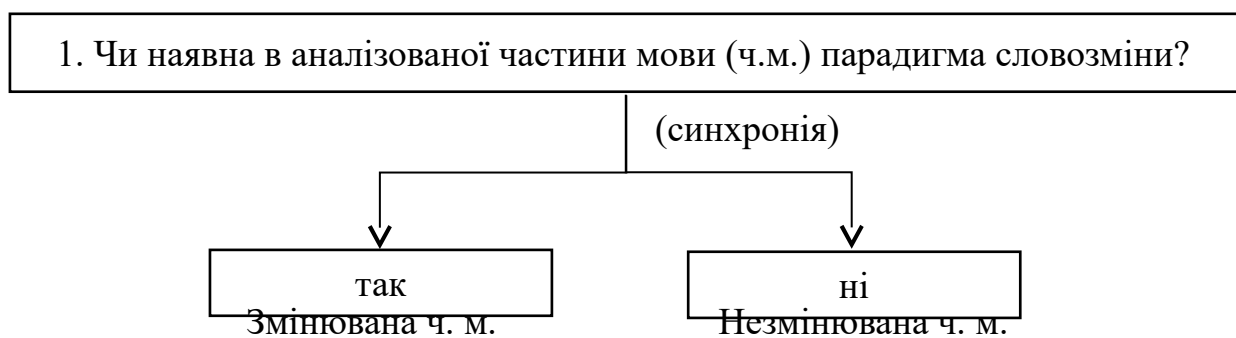 1. Чи наявна в аналізованої частини мови (ч.м.) парадигма словозміни?
(синхронія)
так
Змінювана ч. м.
ні
Незмінювана ч. м.